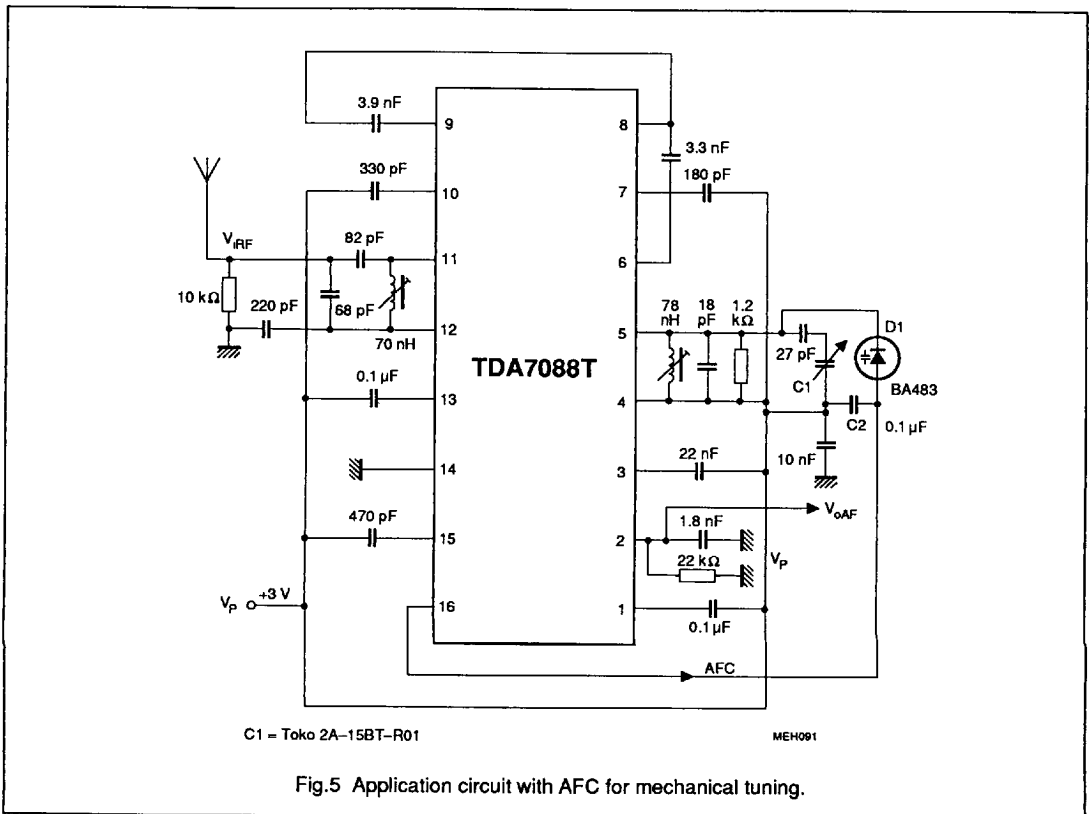 3.9 nF
9
8
3.3 nF
330 pF
180 pF
10
7
V_iRF
82 pF
11
6
10 kΩ
220 pF
68 pF
70 nH
12
TDA7088T
78 nH
18 pF
1.2 kΩ
5
27 pF
D1
C1
BA483
4
C2
0.1 µF
0.1 µF
13
10 nF
22 nF
14
3
V_oAF
470 pF
1.8 nF
15
2
22 kΩ
V_P
V_P +3 V
16
1
0.1 µF
AFC
C1 = Toko 2A–15BT–R01
MEH091
Fig.5 Application circuit with AFC for mechanical tuning.